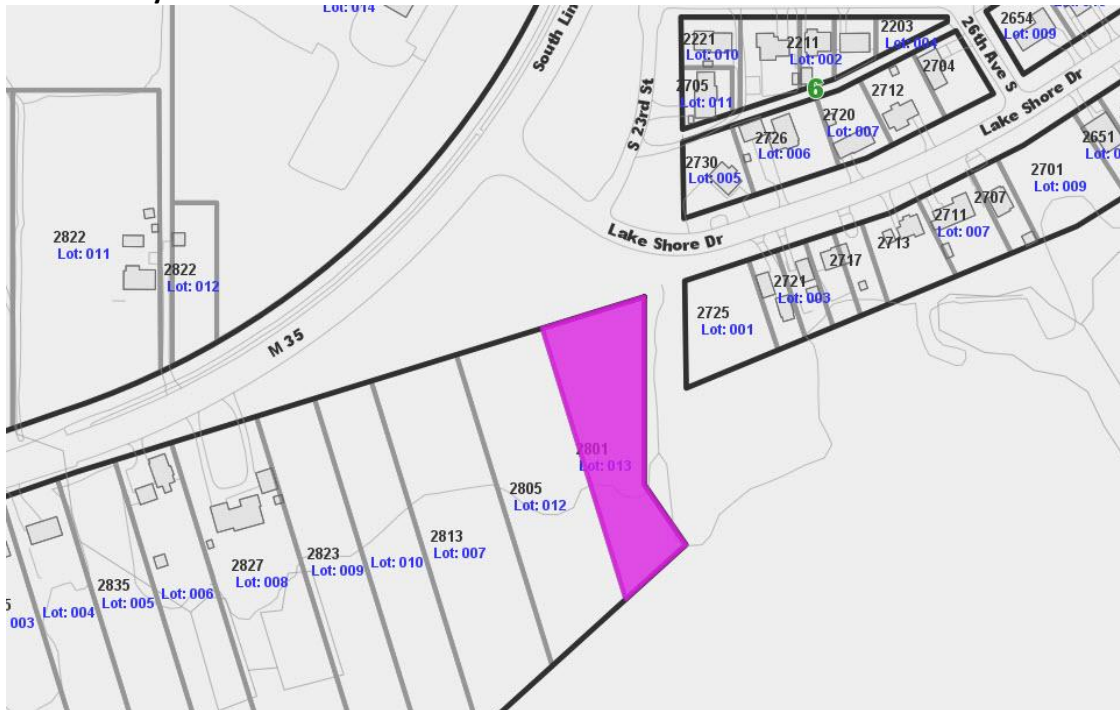 Lot: 014
South Lin
S 23rd St
26th Ave S
2221
Lot: 010
2211
Lot: 002
2203
Lot: 004
2654
Lot: 009
2705
Lot: 011
6
2704
2712
2720
Lot: 007
2726
Lot: 006
2730
Lot: 005
Lake Shore Dr
Lake Shore Dr
2651
2701
Lot: 009
2707
2711
Lot: 007
2713
2717
2721
Lot: 003
2725
Lot: 001
2822
Lot: 011
2822
Lot: 012
M 35
2801
Lot: 013
2805
Lot: 012
2813
Lot: 007
Lot: 010
2823
Lot: 009
2827
Lot: 008
Lot: 006
2835
Lot: 005
Lot: 004
5
003